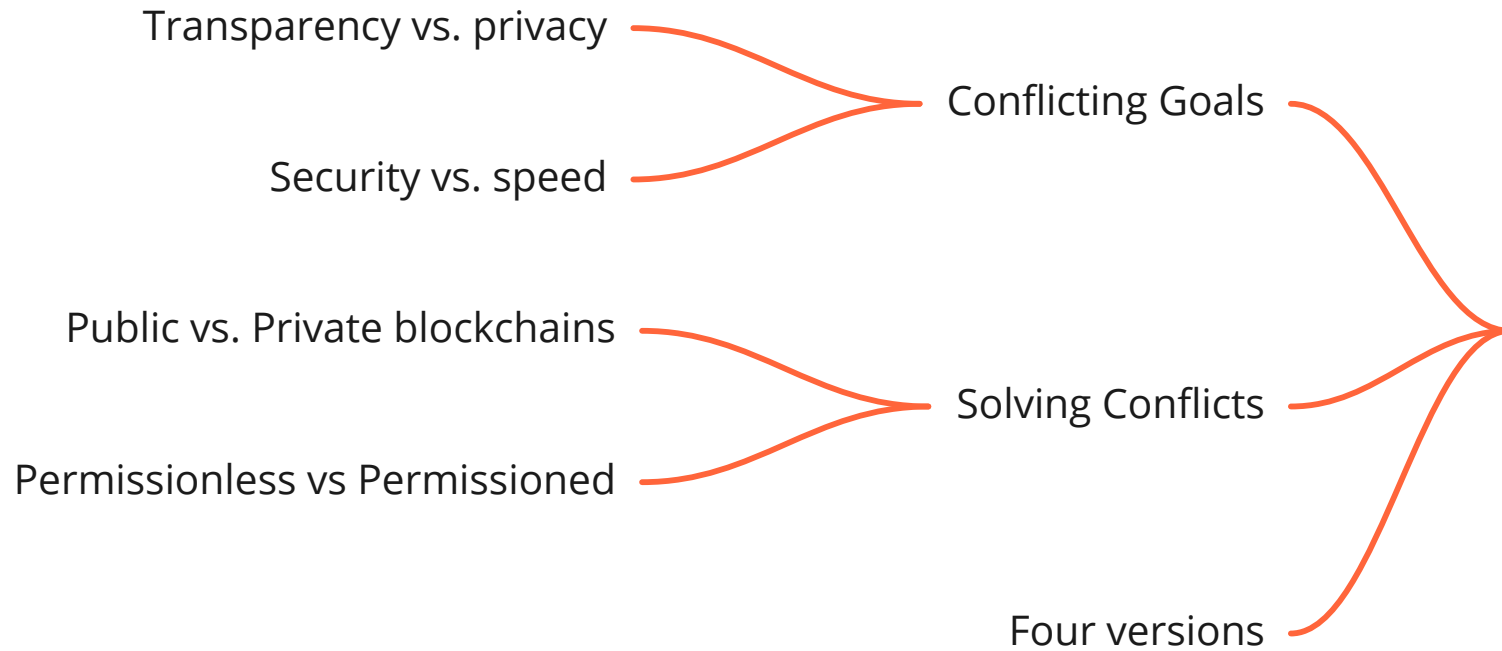 Transparency vs. privacy
Conflicting Goals
Security vs. speed
Public vs. Private blockchains
Solving Conflicts
Permissionless vs Permissioned
Four versions